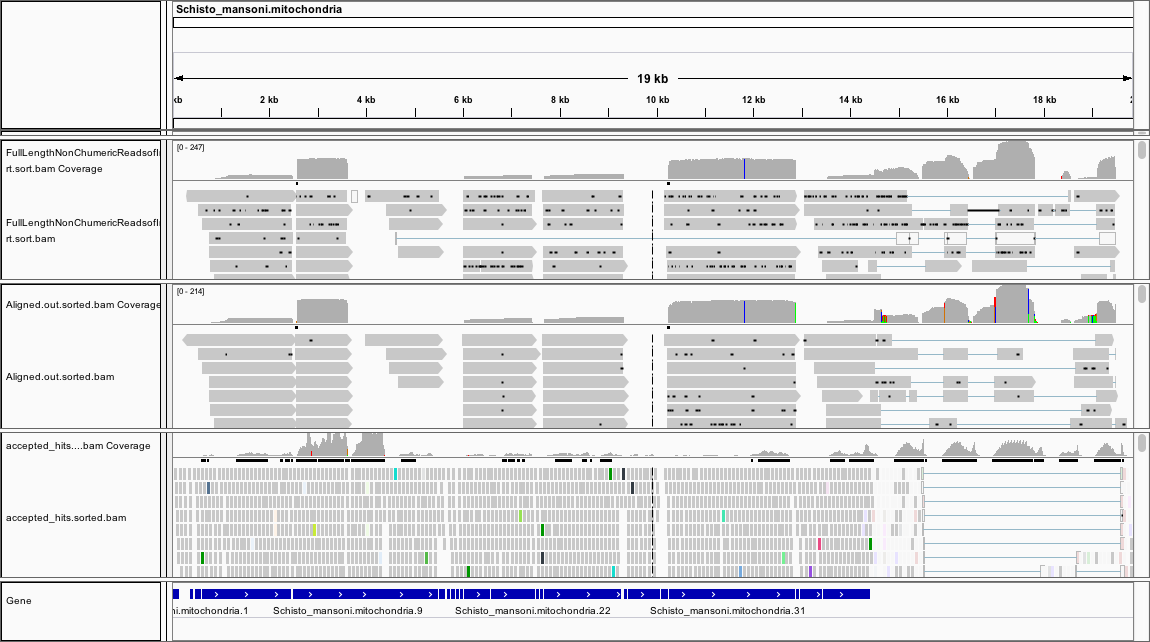 Schisto_mansoni.mitochondria
19 kb
kb 2 kb 4 kb 6 kb 8 kb 10 kb 12 kb 14 kb 16 kb 18 kb
FullLengthNonChumericReadsofI
rt.sort.bam Coverage
[0 - 247]
FullLengthNonChumericReadsofI
rt.sort.bam
Aligned.out.sorted.bam Coverage
[0 - 214]
Aligned.out.sorted.bam
accepted_hits....bam Coverage
accepted_hits.sorted.bam
Gene
ni.mitochondria.1 Schisto_mansoni.mitochondria.9 Schisto_mansoni.mitochondria.22 Schisto_mansoni.mitochondria.31